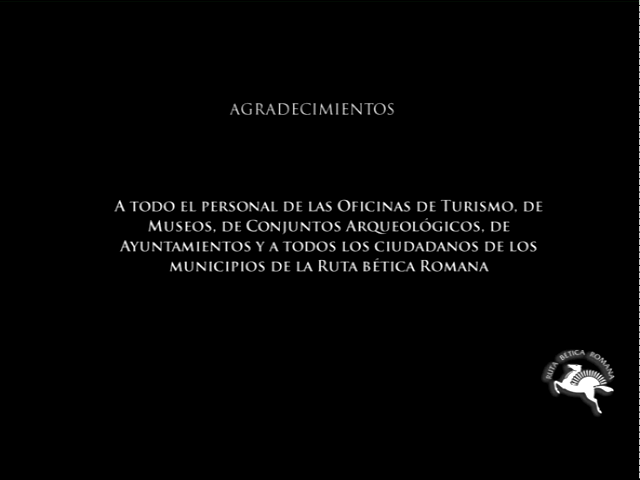 AGRADECIMIENTOS
A TODO EL PERSONAL DE LAS OFICINAS DE TURISMO, DE
MUSEOS, DE CONJUNTOS ARQUEOLÓGICOS, DE
AYUNTAMIENTOS Y A TODOS LOS CIUDADANOS DE LOS
MUNICIPIOS DE LA RUTA BÉTICA ROMANA
RUTA BÉTICA ROMANA